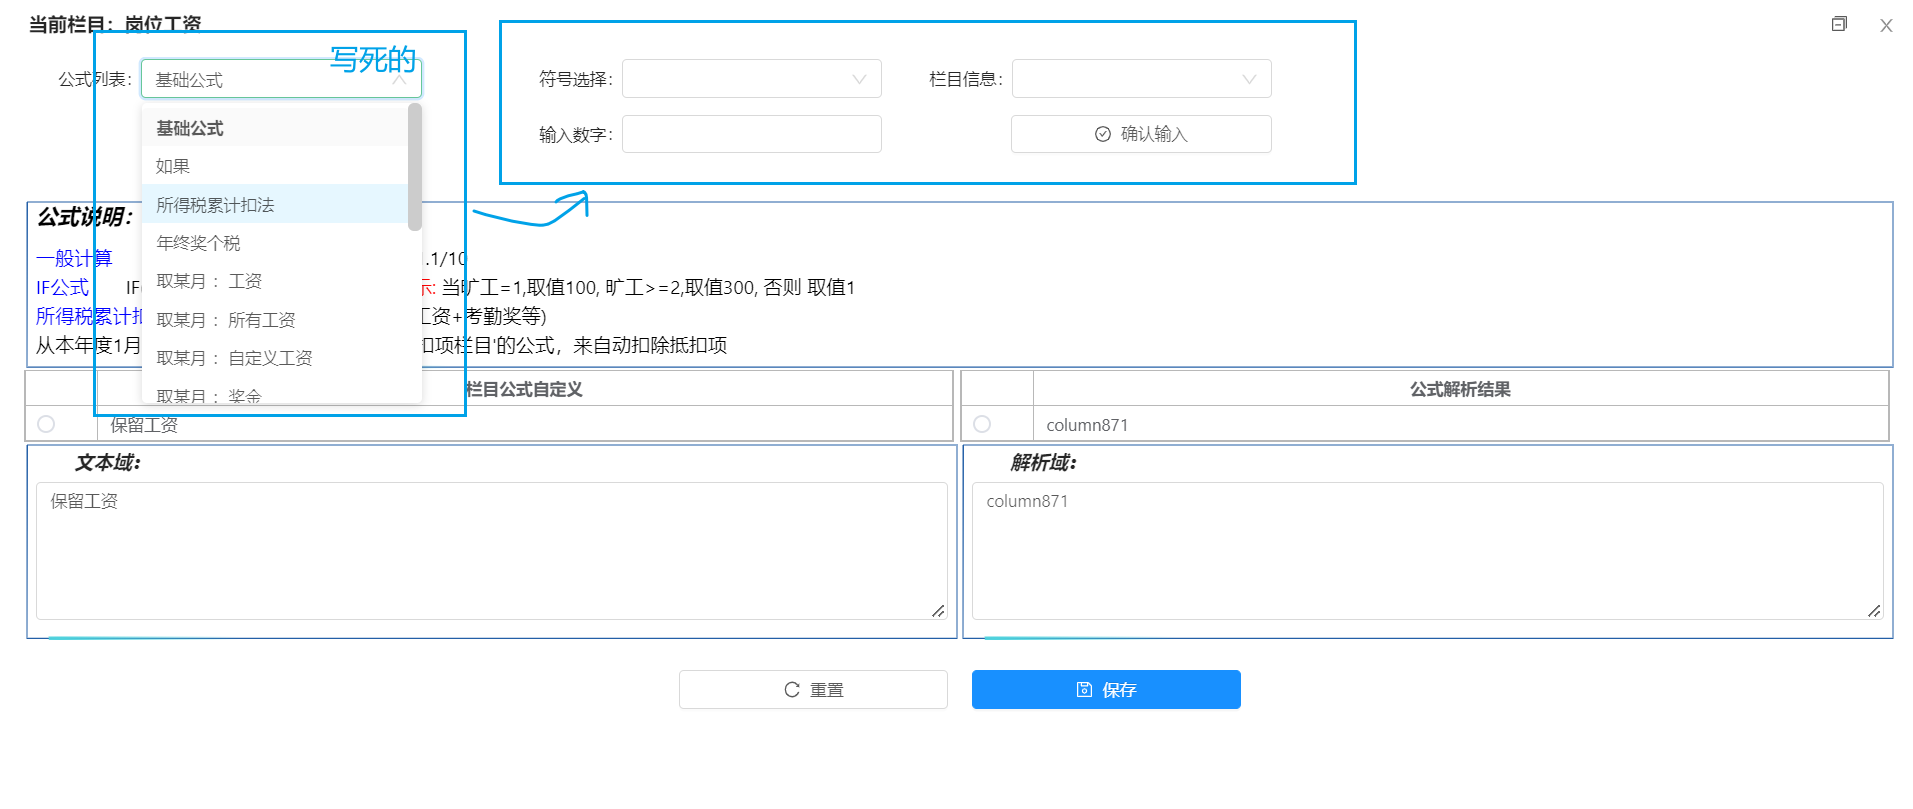 当前栏目：岗位工资
写死的
公式列表：
基础公式
符号选择：
栏目信息：
基础公式
如果
所得税累计扣法
年终奖个税
取某月：工资
取某月：所有工资
取某月：自定义工资
取某月：奖金
输入数字：
确认输入
公式说明：
一般计算 .1/10
IF公式 IF 示: 当旷工=1,取值100, 旷工>=2,取值300, 否则 取值1
所得税累计扣 工资+考勤奖等)
从本年度1月 扣项栏目'的公式，来自动扣除抵扣项
栏目公式自定义
公式解析结果
保留工资
column871
文本域：
解析域：
保留工资
column871
重置
保存